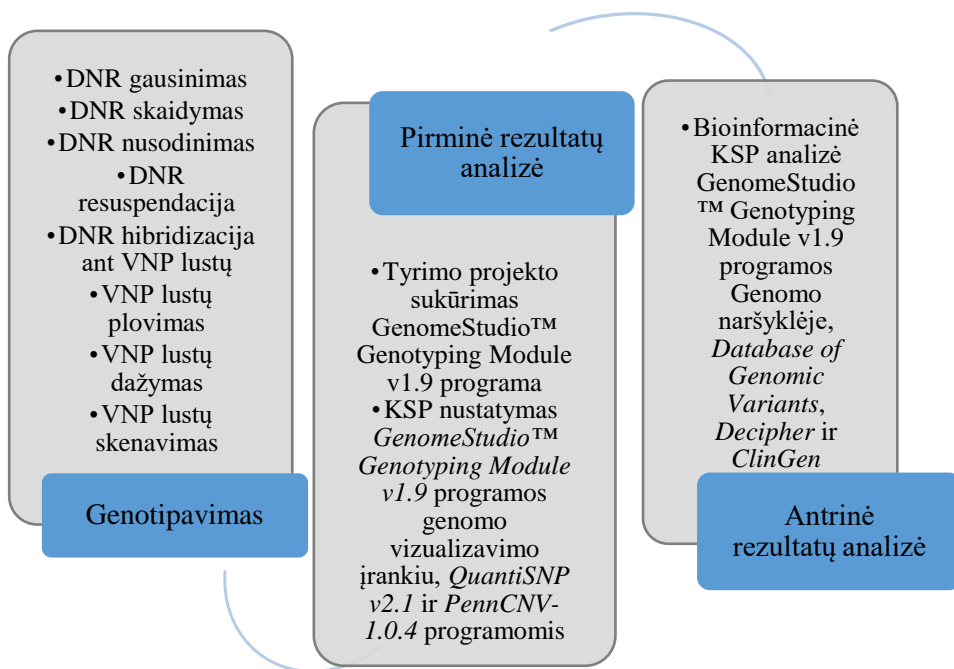 •DNR gausinimas
•DNR skaidymas
•DNR nusodinimas
•DNR
resuspendacija
•DNR hibridizacija
ant VNP lustų
•VNP lustų
plovimas
•VNP lustų
dažymas
•VNP lustų
skenavimas
Genotipavimas
Pirminė rezultatų
analizė
•Tyrimo projekto
sukūrimas
GenomeStudio™
Genotyping Module
v1.9 programa
•KSP nustatymas
GenomeStudio™
Genotyping Module
v1.9 programos
genomo
vizualizavimo
įrankiu, QuantiSNP
v2.1 ir PennCNV-
1.0.4 programomis
•Bioinformacinė
KSP analizė
GenomeStudio
™ Genotyping
Module v1.9
programos
Genomo
naršyklėje,
Database of
Genomic
Variants,
Decipher ir
ClinGen
Antrinė
rezultatų analizė